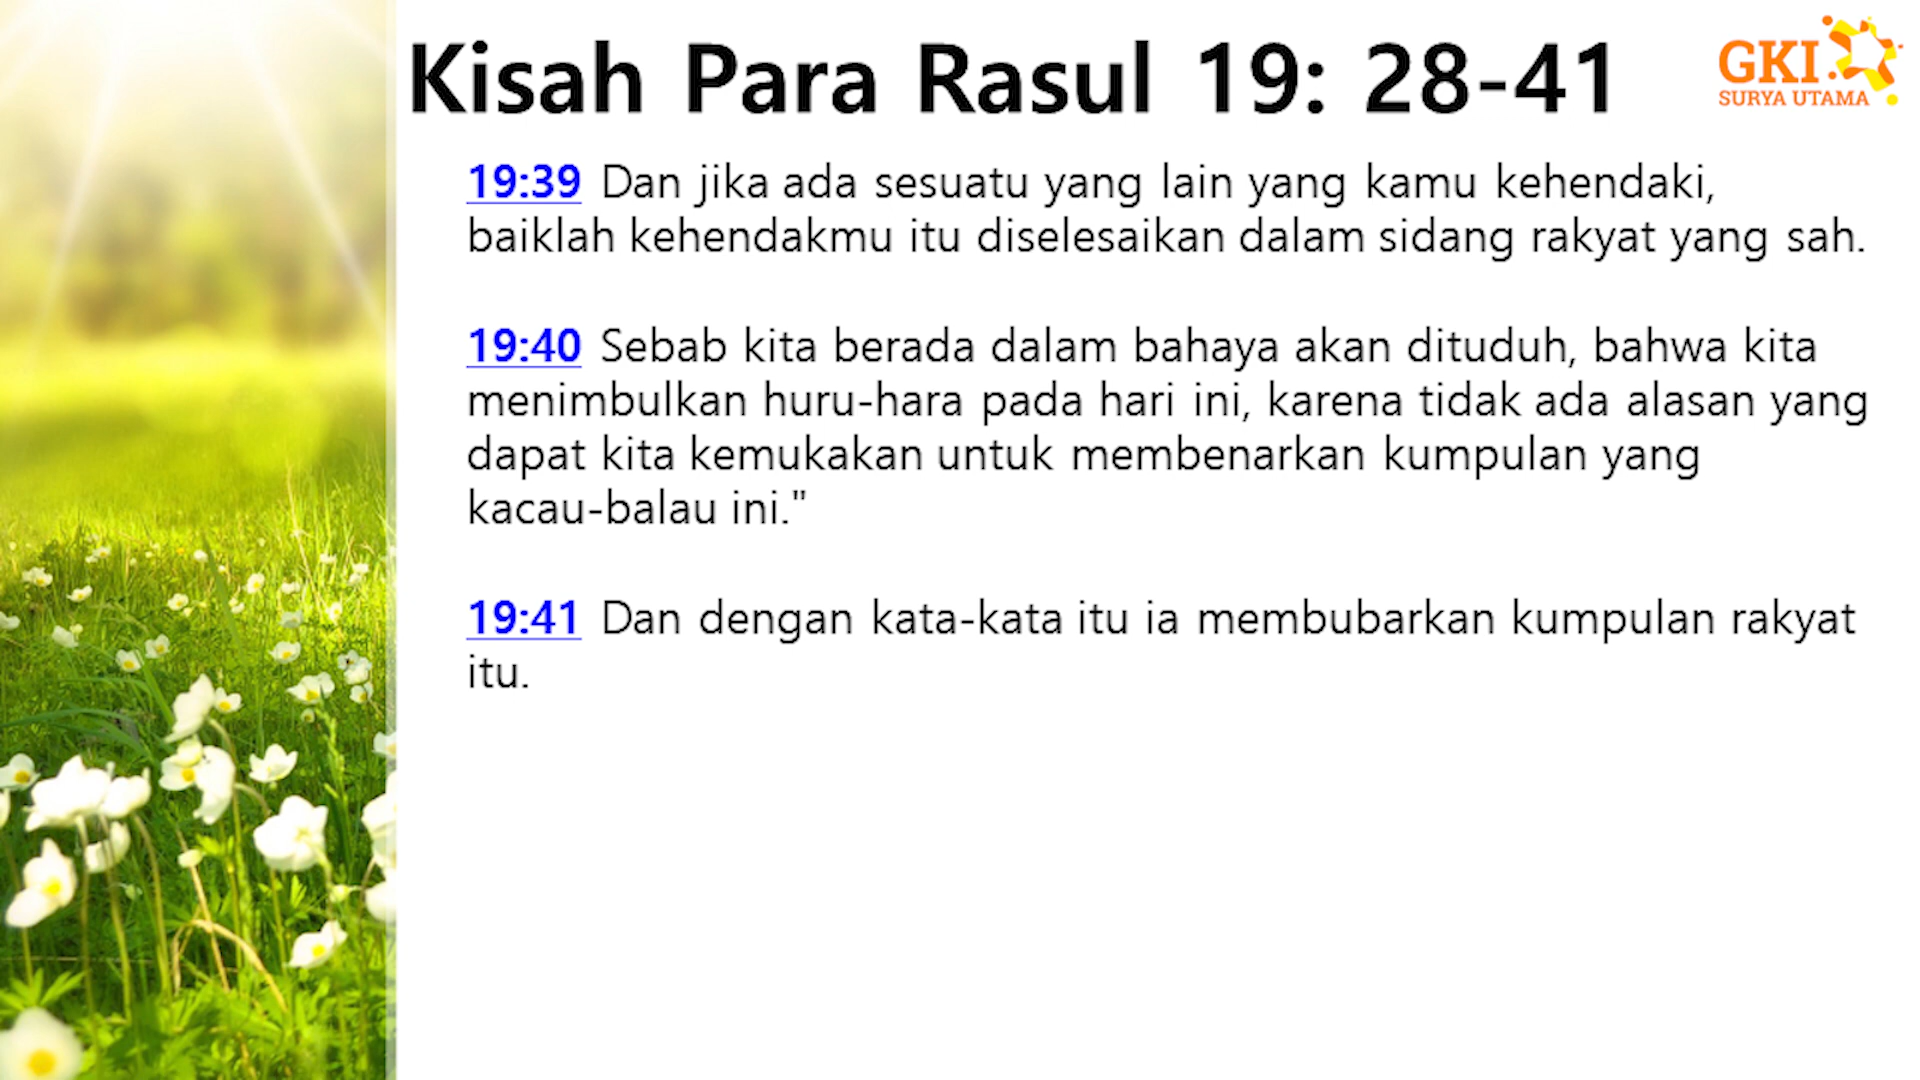 Kisah Para Rasul 19: 28-41
GKI
SURYA UTAMA
19:39 Dan jika ada sesuatu yang lain yang kamu kehendaki,
baiklah kehendakmu itu diselesaikan dalam sidang rakyat yang sah.
19:40 Sebab kita berada dalam bahaya akan dituduh, bahwa kita
menimbulkan huru-hara pada hari ini, karena tidak ada alasan yang
dapat kita kemukakan untuk membenarkan kumpulan yang
kacau-balau ini."
19:41 Dan dengan kata-kata itu ia membubarkan kumpulan rakyat
itu.